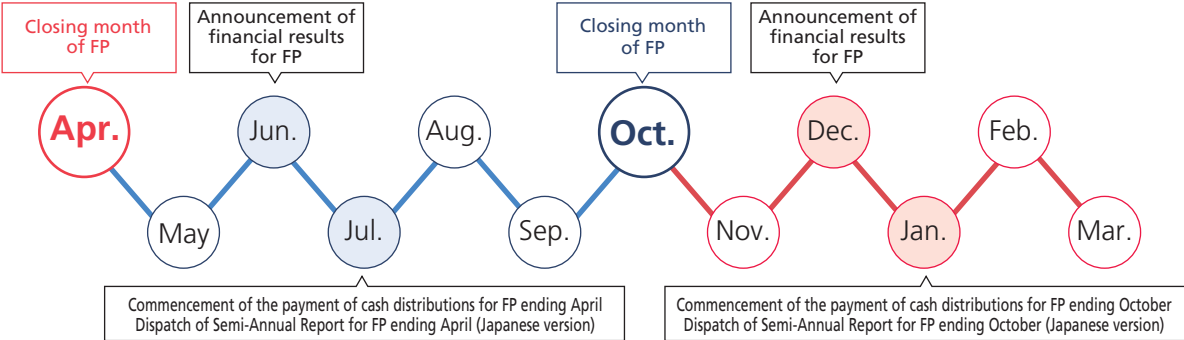 Closing month
of FP
Announcement of
financial results
for FP
Closing month
of FP
Announcement of
financial results
for FP
Apr.
Jun.
Aug.
Oct.
Dec.
Feb.
May
Jul.
Sep.
Nov.
Jan.
Mar.
Commencement of the payment of cash distributions for FP ending April
Dispatch of Semi-Annual Report for FP ending April (Japanese version)
Commencement of the payment of cash distributions for FP ending October
Dispatch of Semi-Annual Report for FP ending October (Japanese version)